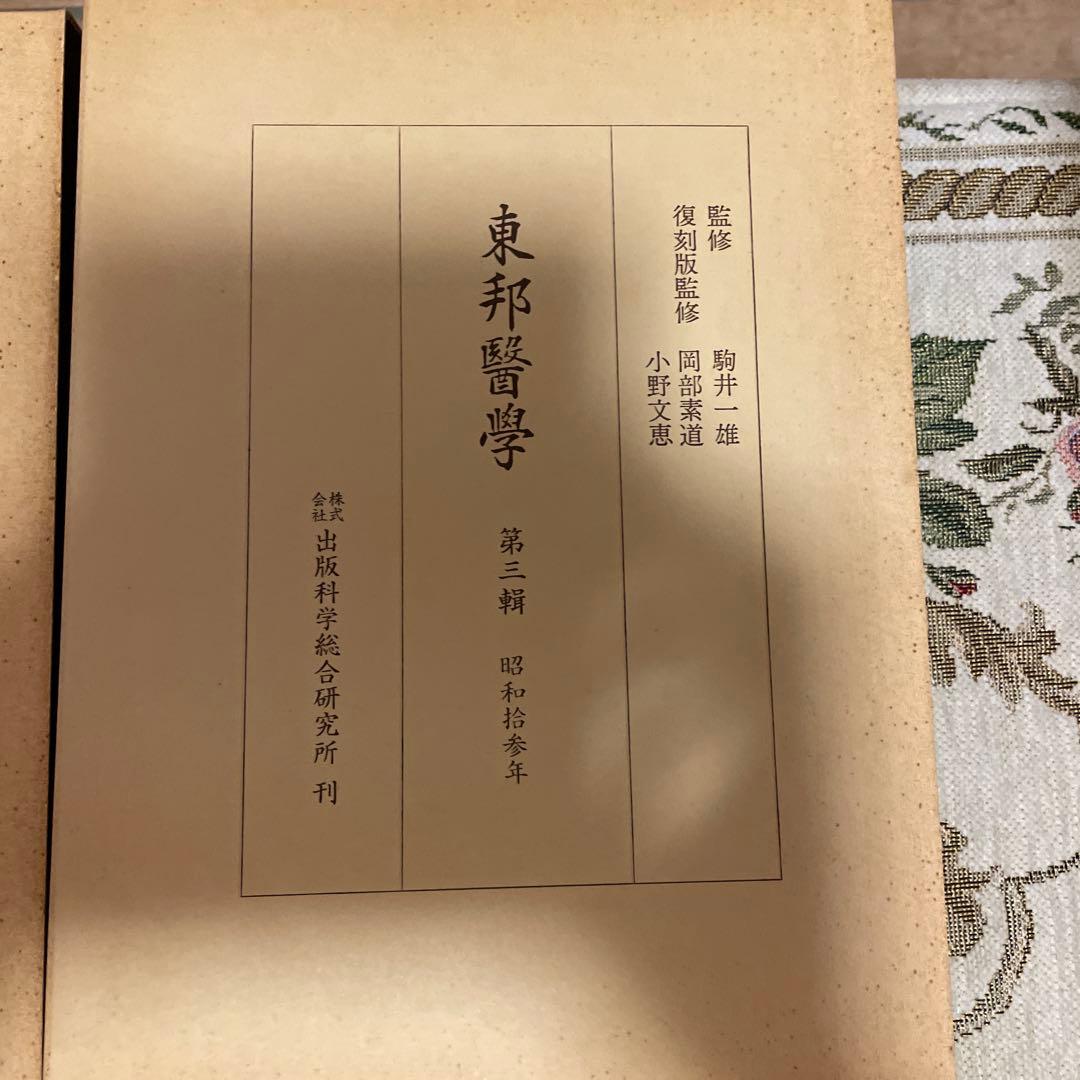 監修 駒井一雄
復刻版監修 岡部素道
小野文恵
東邦醫學 第三輯 昭和拾参年
株式会社 出版科学総合研究所 刊